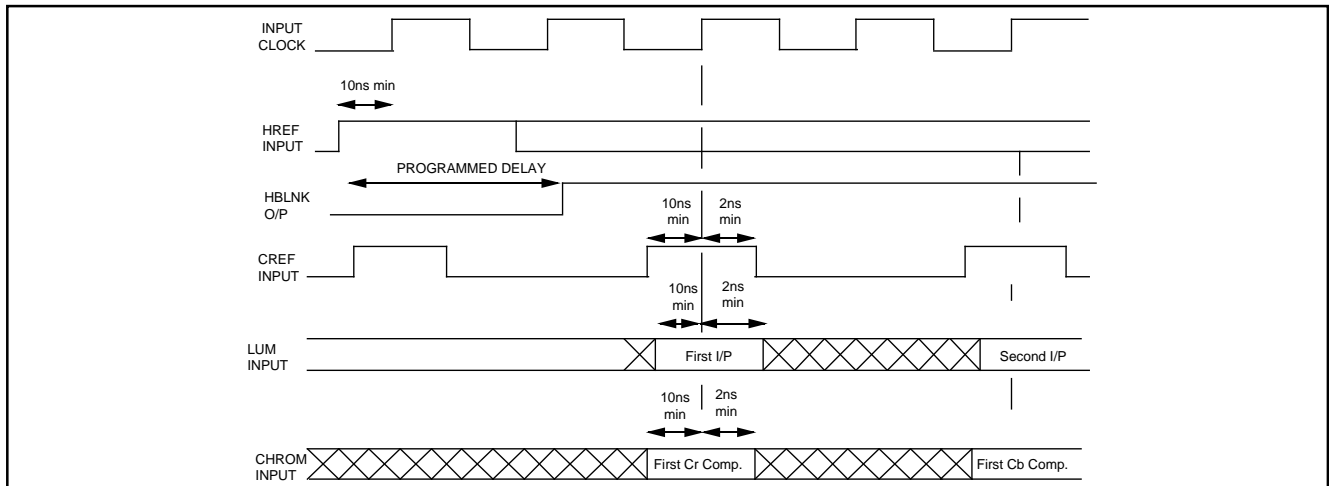 INPUT
CLOCK
10ns min
HREF
INPUT
PROGRAMMED DELAY
HBLNK
O/P
10ns
min
2ns
min
CREF
INPUT
10ns
min
2ns
min
LUM
INPUT
First I/P
Second I/P
10ns
min
2ns
min
CHROM
INPUT
First Cr Comp.
First Cb Comp.